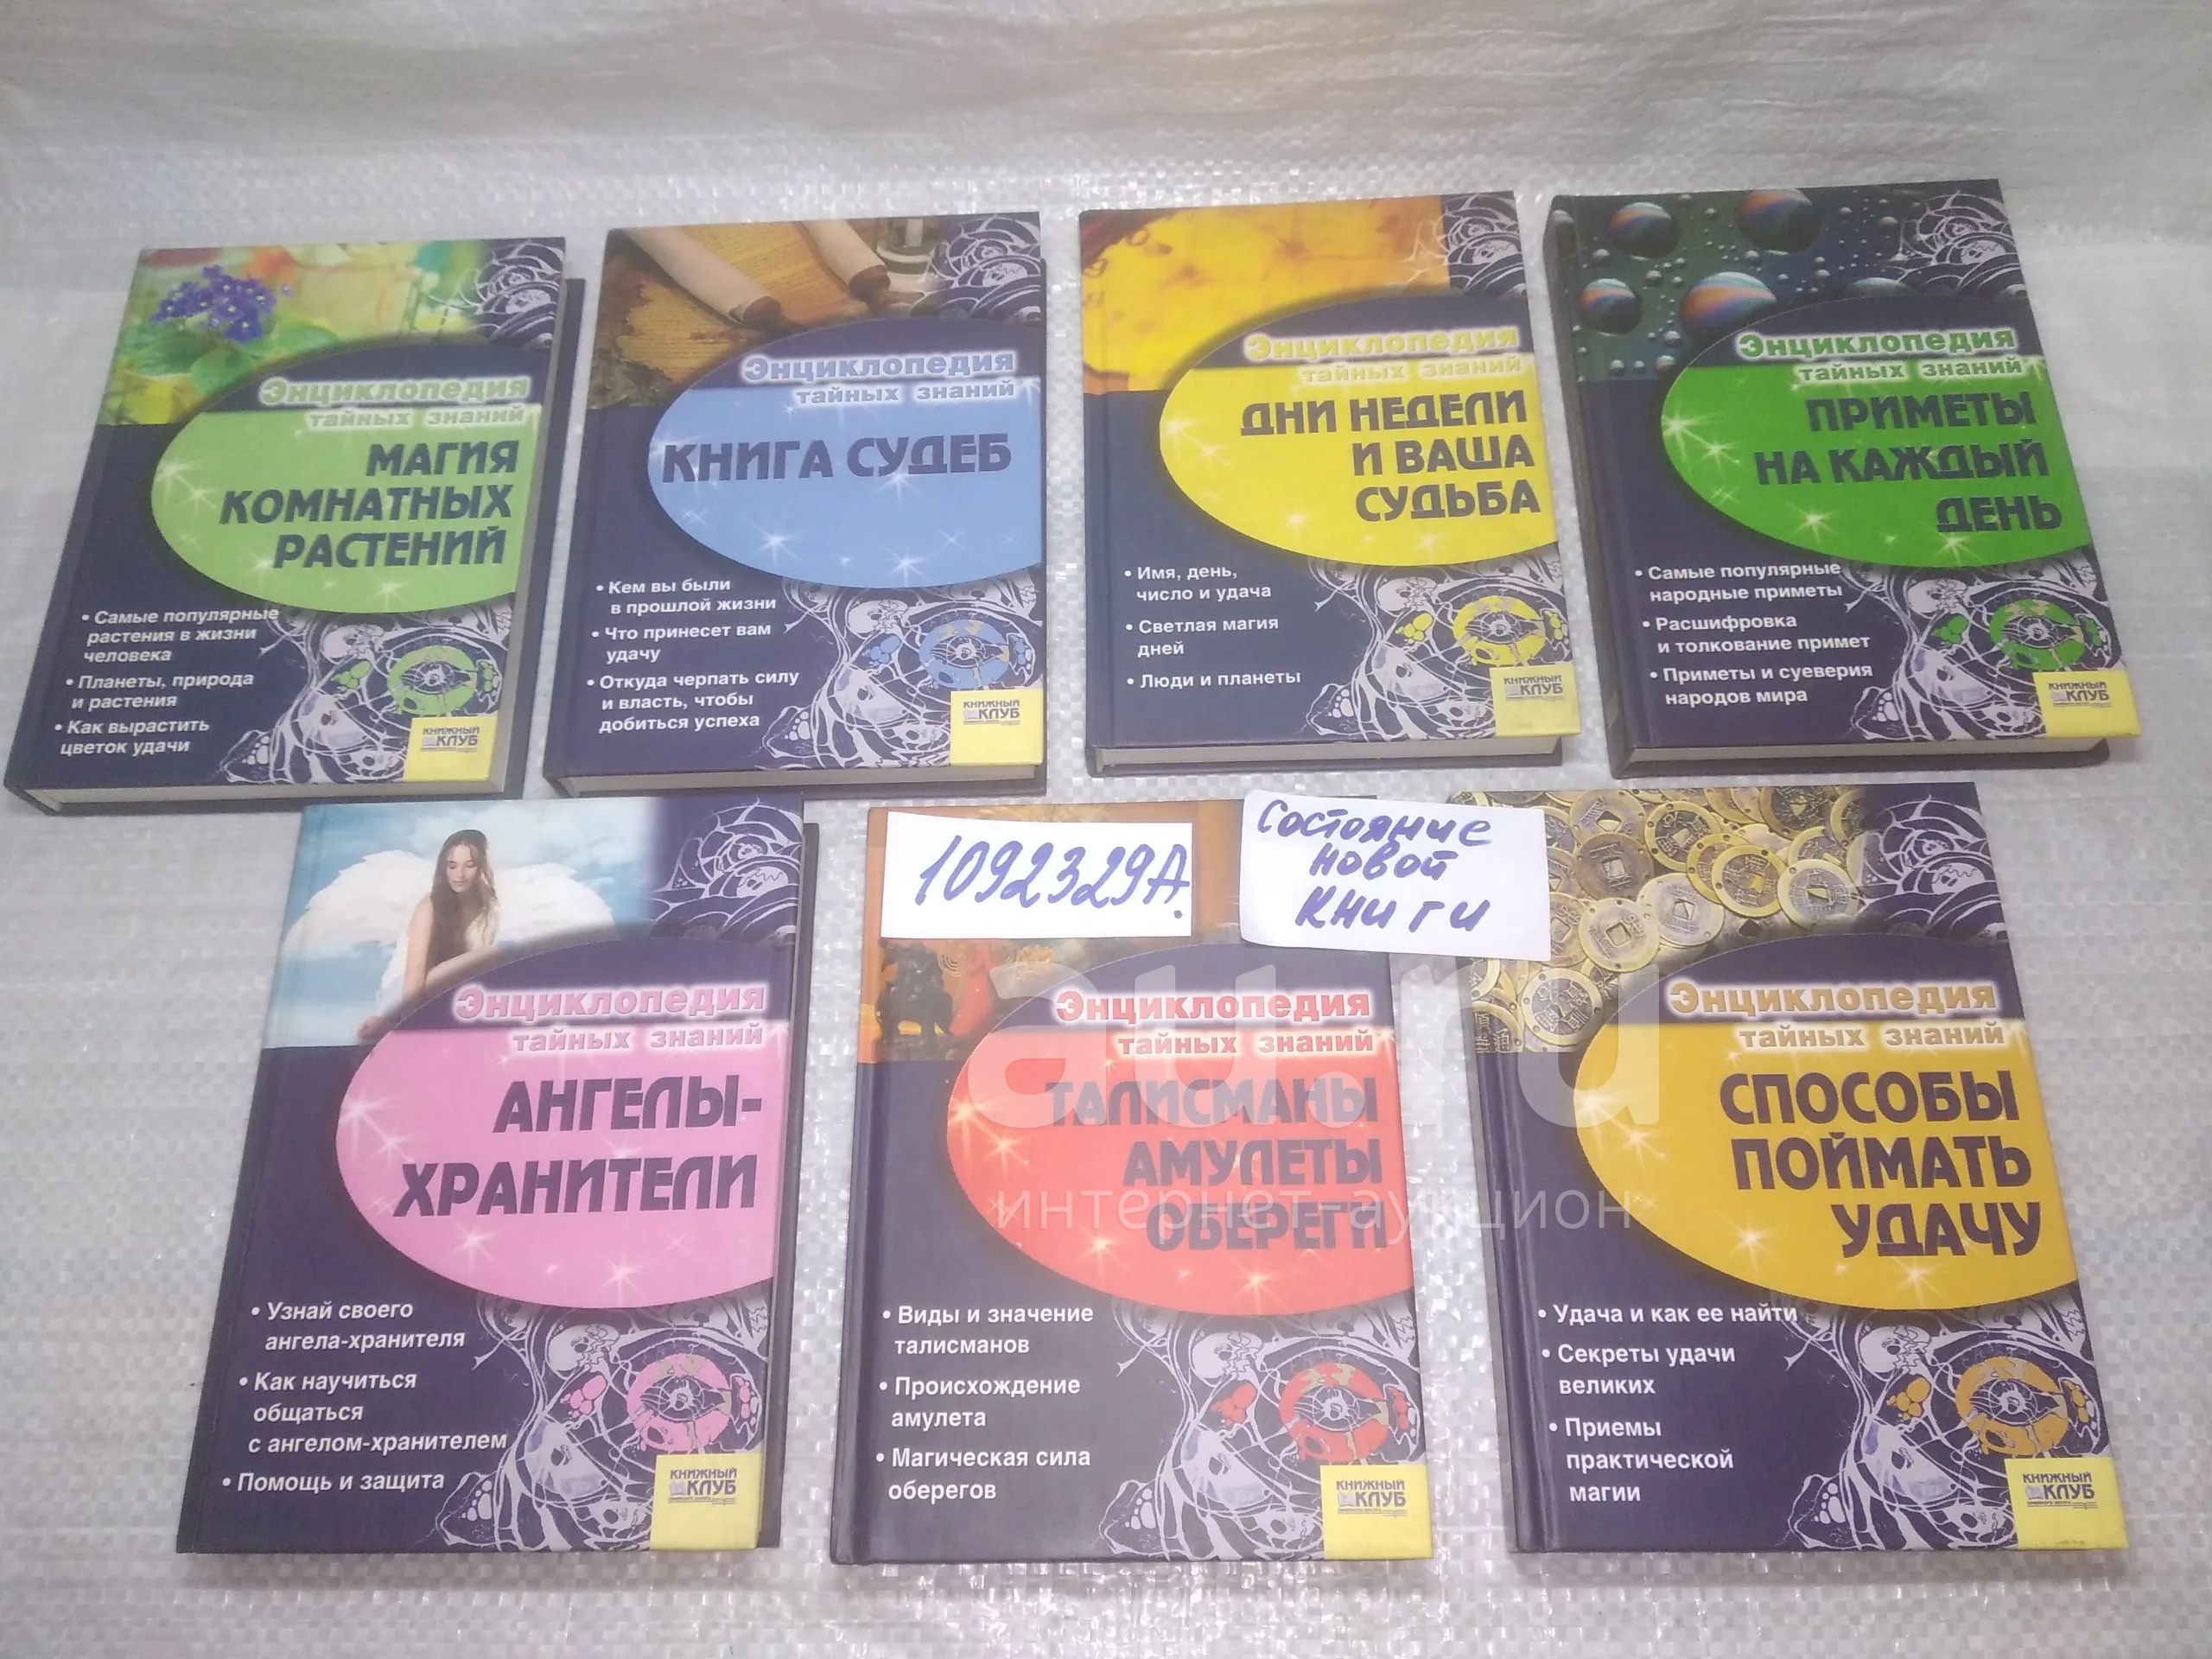 Энциклопедия
тайных знаний
МАГИЯ
КОМНАТНЫХ
РАСТЕНИЙ
• Самые популярные
растения в жизни
человека
• Планеты, природа
и растения
• Как вырастить
цветок удачи
КНИЖНЫЙ
КЛУБ
Энциклопедия
тайных знаний
КНИГА СУДЕБ
• Кем вы были
в прошлой жизни
• Что принесет вам
удачу
• Откуда черпать силу
и власть, чтобы
добиться успеха
КНИЖНЫЙ
КЛУБ
Энциклопедия
тайных знаний
ДНИ НЕДЕЛИ
И ВАША
СУДЬБА
• Имя, день,
число и удача
• Светлая магия
дней
• Люди и планеты
КНИЖНЫЙ
КЛУБ
Энциклопедия
тайных знаний
ПРИМЕТЫ
НА КАЖДЫЙ
ДЕНЬ
• Самые популярные
народные приметы
• Расшифровка
и толкование примет
• Приметы и суеверия
народов мира
КНИЖНЫЙ
КЛУБ
Энциклопедия
тайных знаний
АНГЕЛЫ-
ХРАНИТЕЛИ
• Узнай своего
ангела-хранителя
• Как научиться
общаться
с ангелом-хранителем
• Помощь и защита
КНИЖНЫЙ
КЛУБ
1092329А.
Состояние
новой
книги
Энциклопедия
тайных знаний
ТАЛИСМАНЫ
АМУЛЕТЫ
ОБЕРЕГИ
• Виды и значение
талисманов
• Происхождение
амулета
• Магическая сила
оберегов
КНИЖНЫЙ
КЛУБ
au.ru
интернет-аукцион
Энциклопедия
тайных знаний
СПОСОБЫ
ПОЙМАТЬ
УДАЧУ
• Удача и как ее найти
• Секреты удачи
великих
• Приемы
практической
магии
КНИЖНЫЙ
КЛУБ